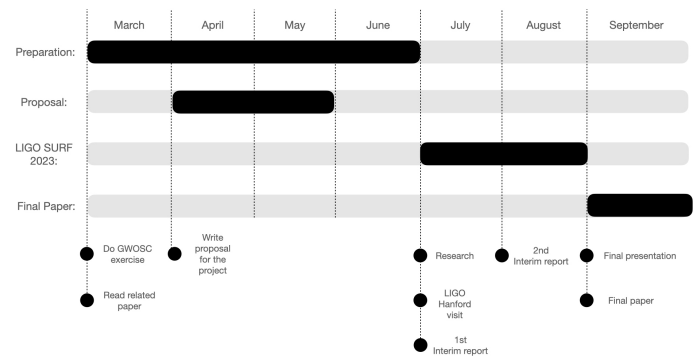 March April May June July August September
Preparation:
Proposal:
LIGO SURF
2023:
Final Paper:
Do GWOSC
exercise
Write
proposal
for the
project
Research
2nd
Interim report
Final presentation
Read related
paper
LIGO
Hanford
visit
Final paper
1st
Interim report